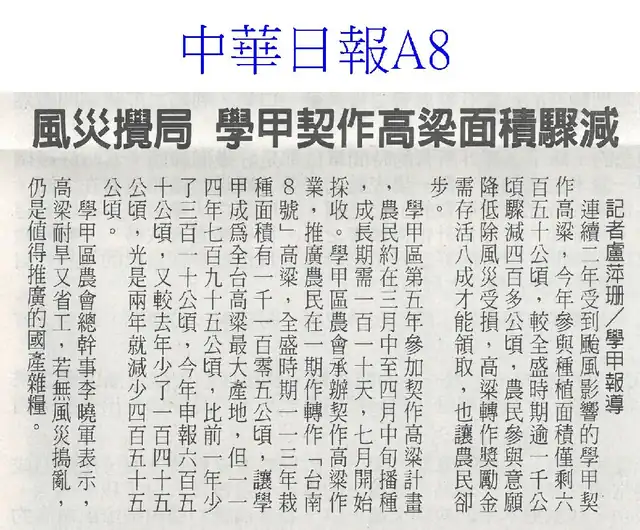 中華日報A8
風災攪局 學甲契作高梁面積驟減
記者盧萍珊╱學甲報導
連續二年受到颱風影響的學甲契
作高梁,今年參與種植面積僅剩六
百五十公頃,較全盛時期逾一千公
頃驟減四百多公頃,農民參與意願
降低除風災受損,高梁轉作獎勵金
需存活八成才能領取,也讓農民卻
步。
學甲區第五年參加契作高梁計畫
,農民約在三月中至四月中旬播種
,成長期需一百一十天,七月開始
採收。學甲區農會承辦契作高梁作
業,推廣農民在一期作轉作「台南
8號」高梁,全盛時期一一三年栽
種面積有一千一百零五公頃,讓學
甲成為全台高梁最大產地,但一一
四年七百九十五公頃,比前一年少
了三百一十公頃,今年申報六百五
十公頃,又較去年少了一百四十五
公頃,光是兩年就減少四百五十五
公頃。
學甲區農會總幹事李曉軍表示,
高梁耐旱又省工,若無風災搗亂,
仍是值得推廣的國產雜糧。